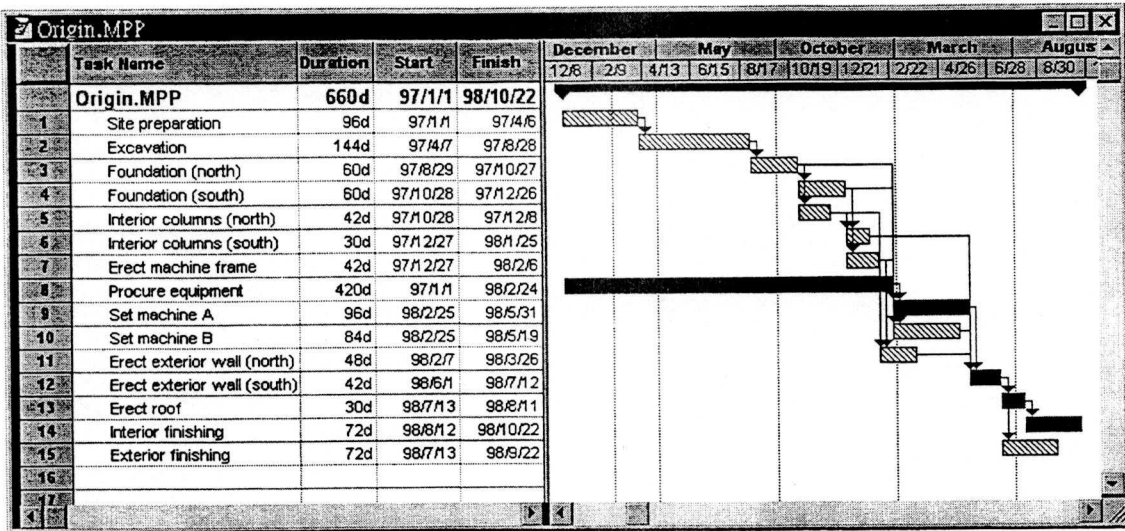 Origin.MPP
Task Name Duration Start Finish December May October March Augus
12/8 2/9 4/13 6/15 8/17 10/19 12/21 2/22 4/26 6/28 8/30
Origin.MPP 660d 97/1/1 98/10/22
1 Site preparation 96d 97/1/1 97/4/6
2 Excavation 144d 97/4/7 97/8/28
3 Foundation (north) 60d 97/8/29 97/10/27
4 Foundation (south) 60d 97/10/28 97/12/26
5 Interior columns (north) 42d 97/10/28 97/12/8
6 Interior columns (south) 30d 97/12/27 98/1/25
7 Erect machine frame 42d 97/12/27 98/2/6
8 Procure equipment 420d 97/1/1 98/2/24
9 Set machine A 96d 98/2/25 98/5/31
10 Set machine B 84d 98/2/25 98/5/19
11 Erect exterior wall (north) 48d 98/2/7 98/3/26
12 Erect exterior wall (south) 42d 98/6/1 98/7/12
13 Erect roof 30d 98/7/13 98/8/11
14 Interior finishing 72d 98/8/12 98/10/22
15 Exterior finishing 72d 98/7/13 98/9/22
16
17